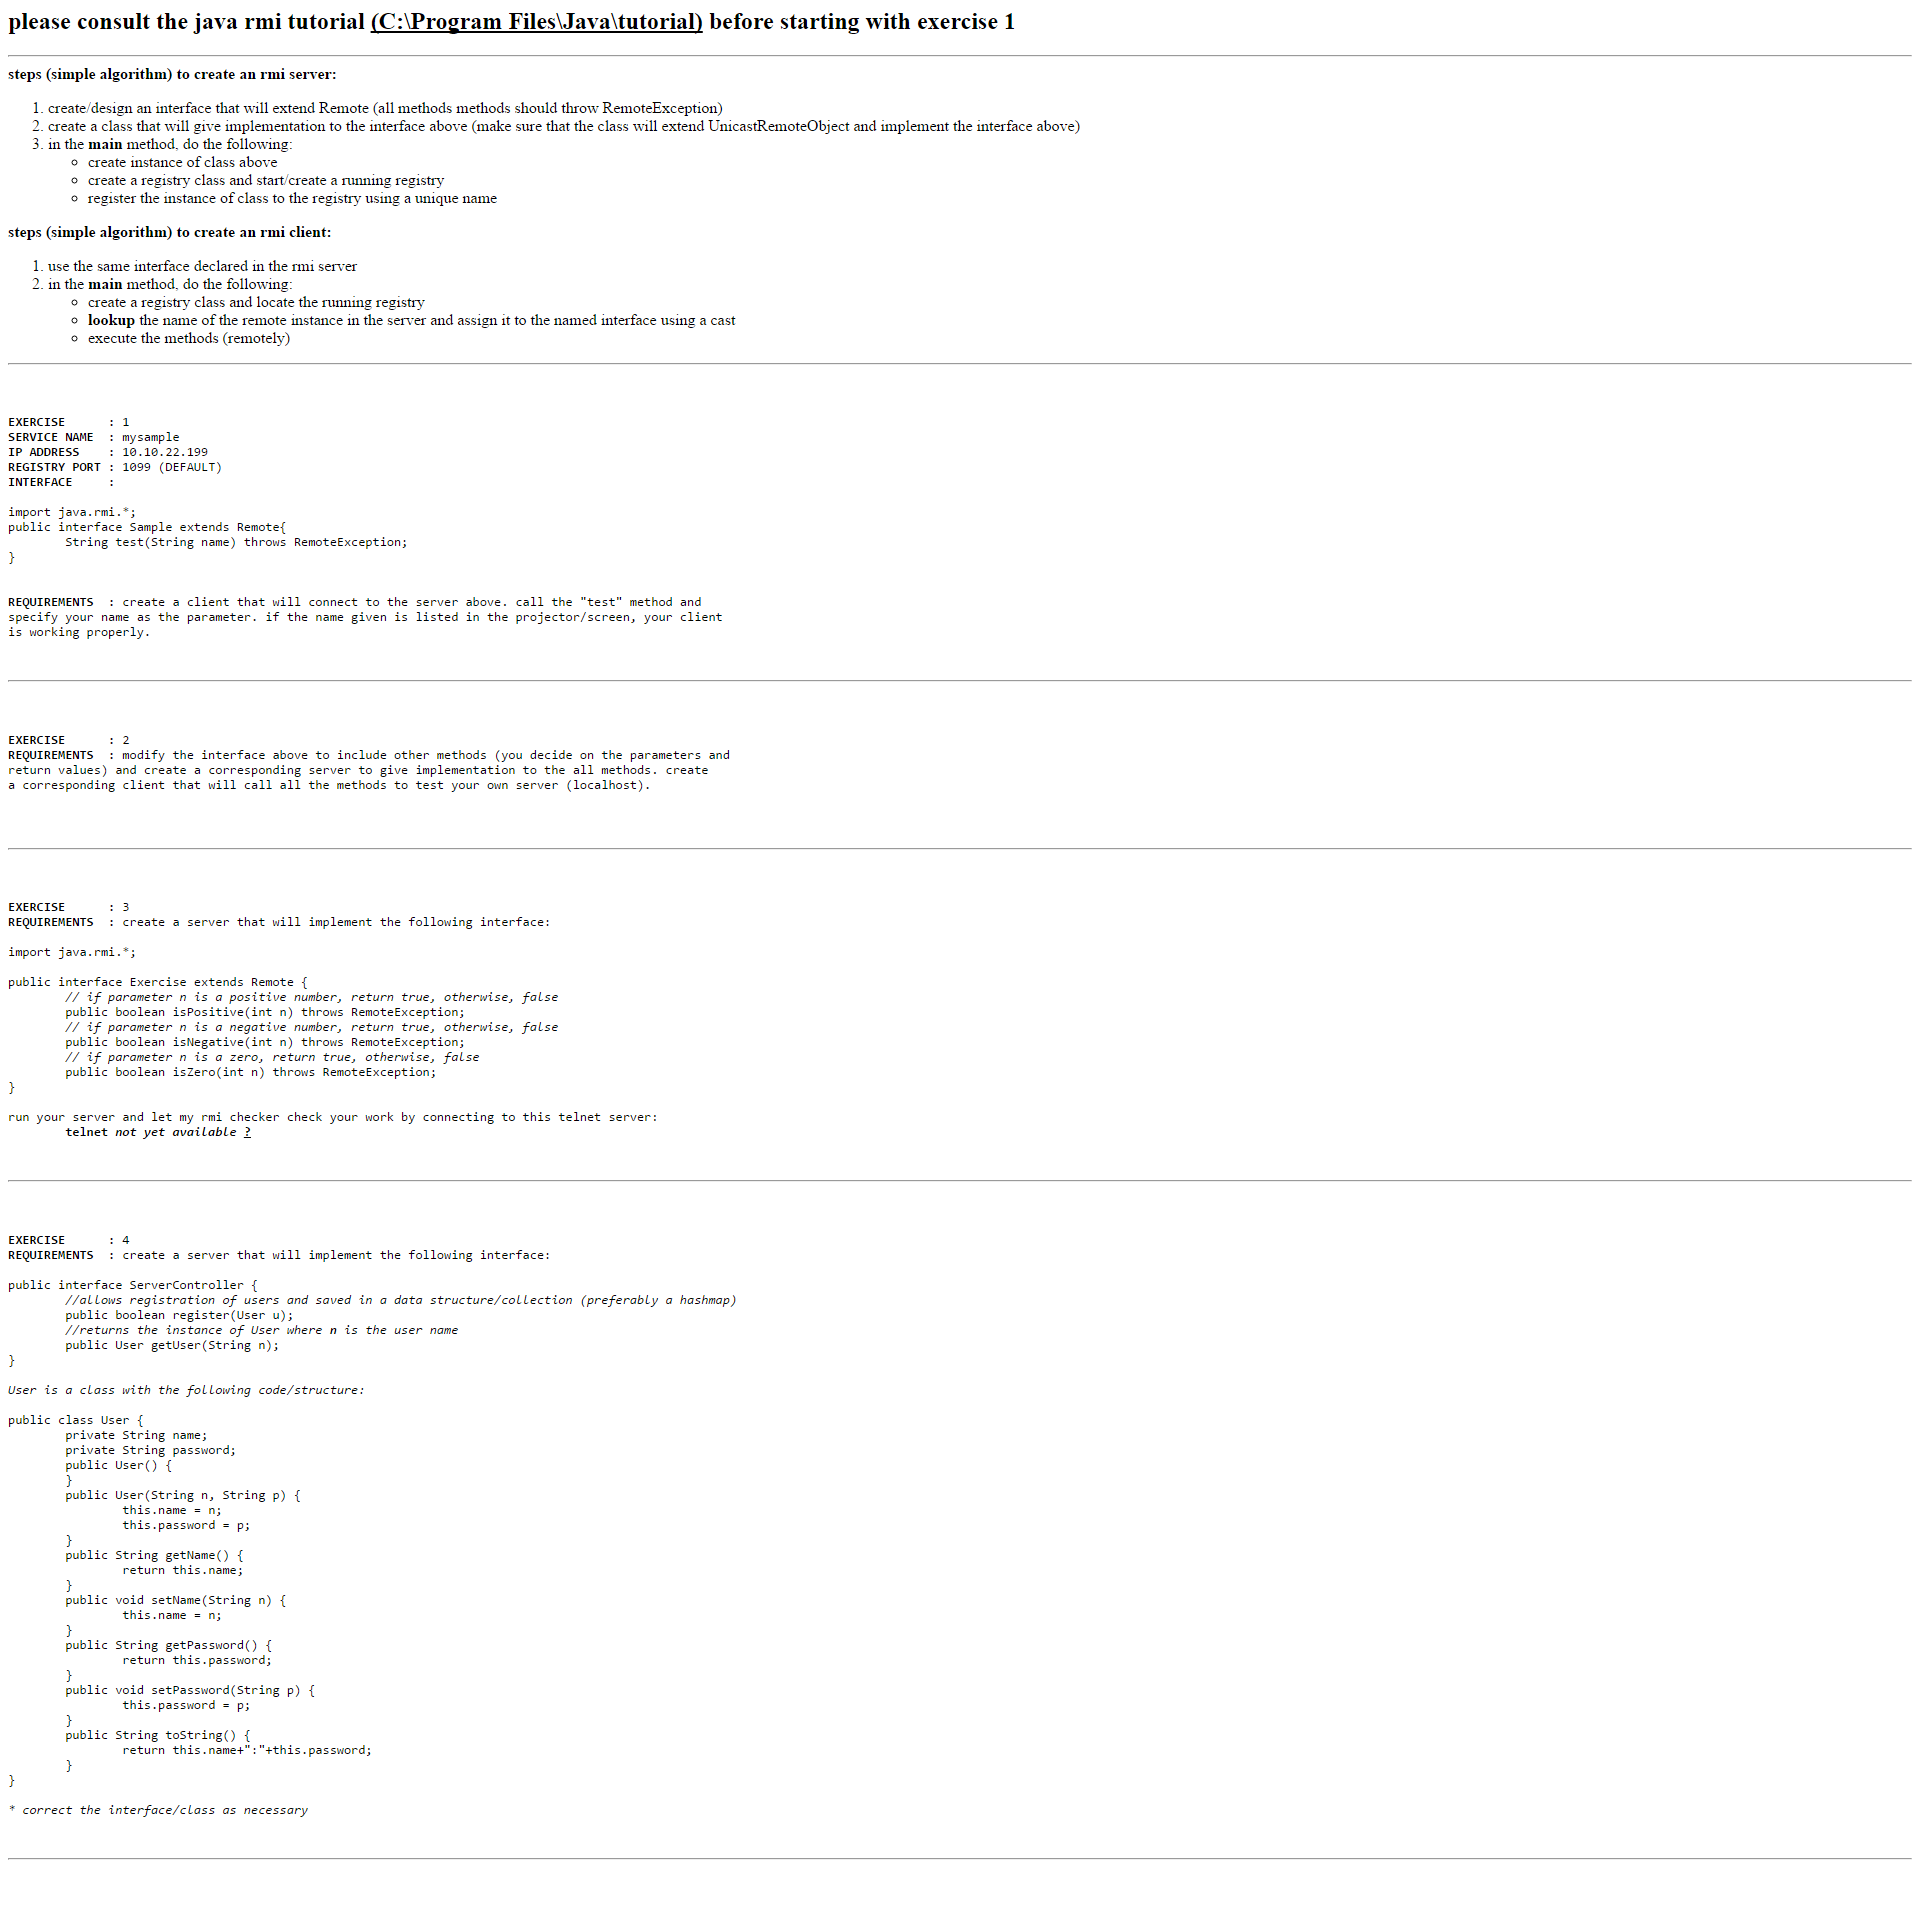 please consult the java rmi tutorial (C:\Program Files\Java\tutorial) before starting with exercise 1
steps (simple algorithm) to create an rmi server:
1. create/design an interface that will extend Remote (all methods methods should throw RemoteException)
2. create a class that will give implementation to the interface above (make sure that the class will extend UnicastRemoteObject and implement the interface above)
3. in the main method, do the following:
create instance of class above
create a registry class and start/create a running registry
register the instance of class to the registry using a unique name
steps (simple algorithm) to create an rmi client:
1. use the same interface declared in the rmi server
2. in the main method, do the following:
create a registry class and locate the running registry
lookup the name of the remote instance in the server and assign it to the named interface using a cast
execute the methods (remotely)
EXERCISE      : 1
SERVICE NAME  : mysample
IP ADDRESS    : 10.10.22.199
REGISTRY PORT : 1099 (DEFAULT)
INTERFACE     :
import java.rmi.*;
public interface Sample extends Remote{
        String test(String name) throws RemoteException;
}
REQUIREMENTS  : create a client that will connect to the server above. call the "test" method and
specify your name as the parameter. if the name given is listed in the projector/screen, your client
is working properly.
EXERCISE      : 2
REQUIREMENTS  : modify the interface above to include other methods (you decide on the parameters and
return values) and create a corresponding server to give implementation to the all methods. create
a corresponding client that will call all the methods to test your own server (localhost).
EXERCISE      : 3
REQUIREMENTS  : create a server that will implement the following interface:
import java.rmi.*;
public interface Exercise extends Remote {
        // if parameter n is a positive number, return true, otherwise, false
        public boolean isPositive(int n) throws RemoteException;
        // if parameter n is a negative number, return true, otherwise, false
        public boolean isNegative(int n) throws RemoteException;
        // if parameter n is a zero, return true, otherwise, false
        public boolean isZero(int n) throws RemoteException;
}
run your server and let my rmi checker check your work by connecting to this telnet server:
        telnet not yet available ?
EXERCISE      : 4
REQUIREMENTS  : create a server that will implement the following interface:
public interface ServerController {
        //allows registration of users and saved in a data structure/collection (preferably a hashmap)
        public boolean register(User u);
        //returns the instance of User where n is the user name
        public User getUser(String n);
}
User is a class with the following code/structure:
public class User {
        private String name;
        private String password;
        public User() {
        }
        public User(String n, String p) {
                this.name = n;
                this.password = p;
        }
        public String getName() {
                return this.name;
        }
        public void setName(String n) {
                this.name = n;
        }
        public String getPassword() {
                return this.password;
        }
        public void setPassword(String p) {
                this.password = p;
        }
        public String toString() {
                return this.name+":"+this.password;
        }
}
* correct the interface/class as necessary